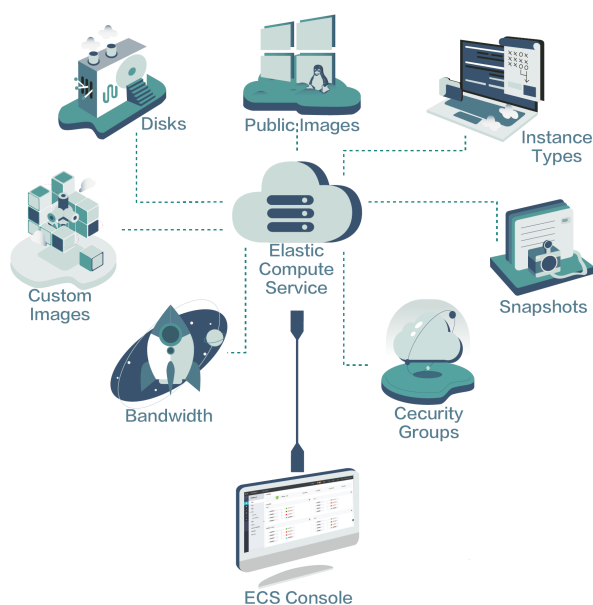 Disks
Public Images
Instance
Types
Elastic
Compute
Service
Custom
Images
Snapshots
Bandwidth
Cecurity
Groups
ECS Console